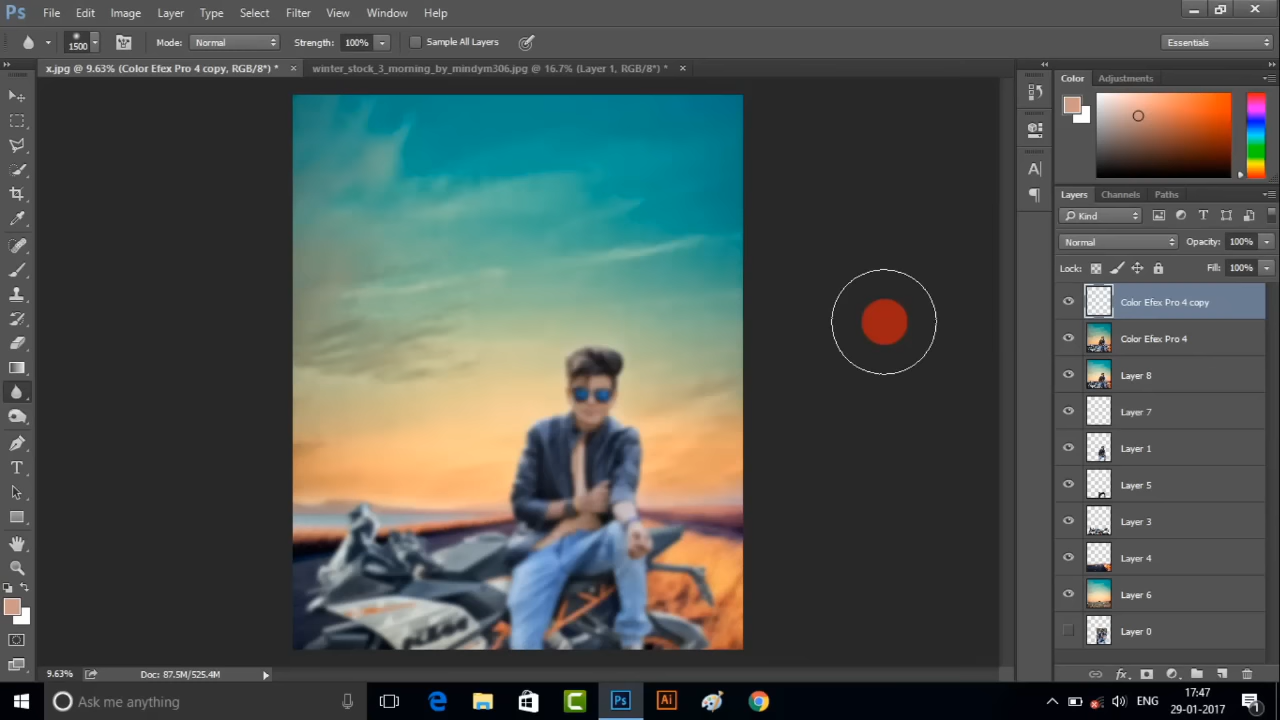 Ps File Edit Image Layer Type Select Filter View Window Help
1500 Mode: Normal Strength: 100% Sample All Layers Essentials
x.jpg @ 9.63% (Color Efex Pro 4 copy, RGB/8*) * winter_stock_3_morning_by_mindym306.jpg @ 16.7% (Layer 1, RGB/8*) *
Color Adjustments
Layers Channels Paths
Kind
Normal Opacity: 100%
Lock: Fill: 100%
Color Efex Pro 4 copy
Color Efex Pro 4
Layer 8
Layer 7
Layer 1
Layer 5
Layer 3
Layer 4
Layer 6
Layer 0
KTM
9.63% Doc: 87.5M/525.4M
Ask me anything Ps Ai ENG 17:47
29-01-2017 1